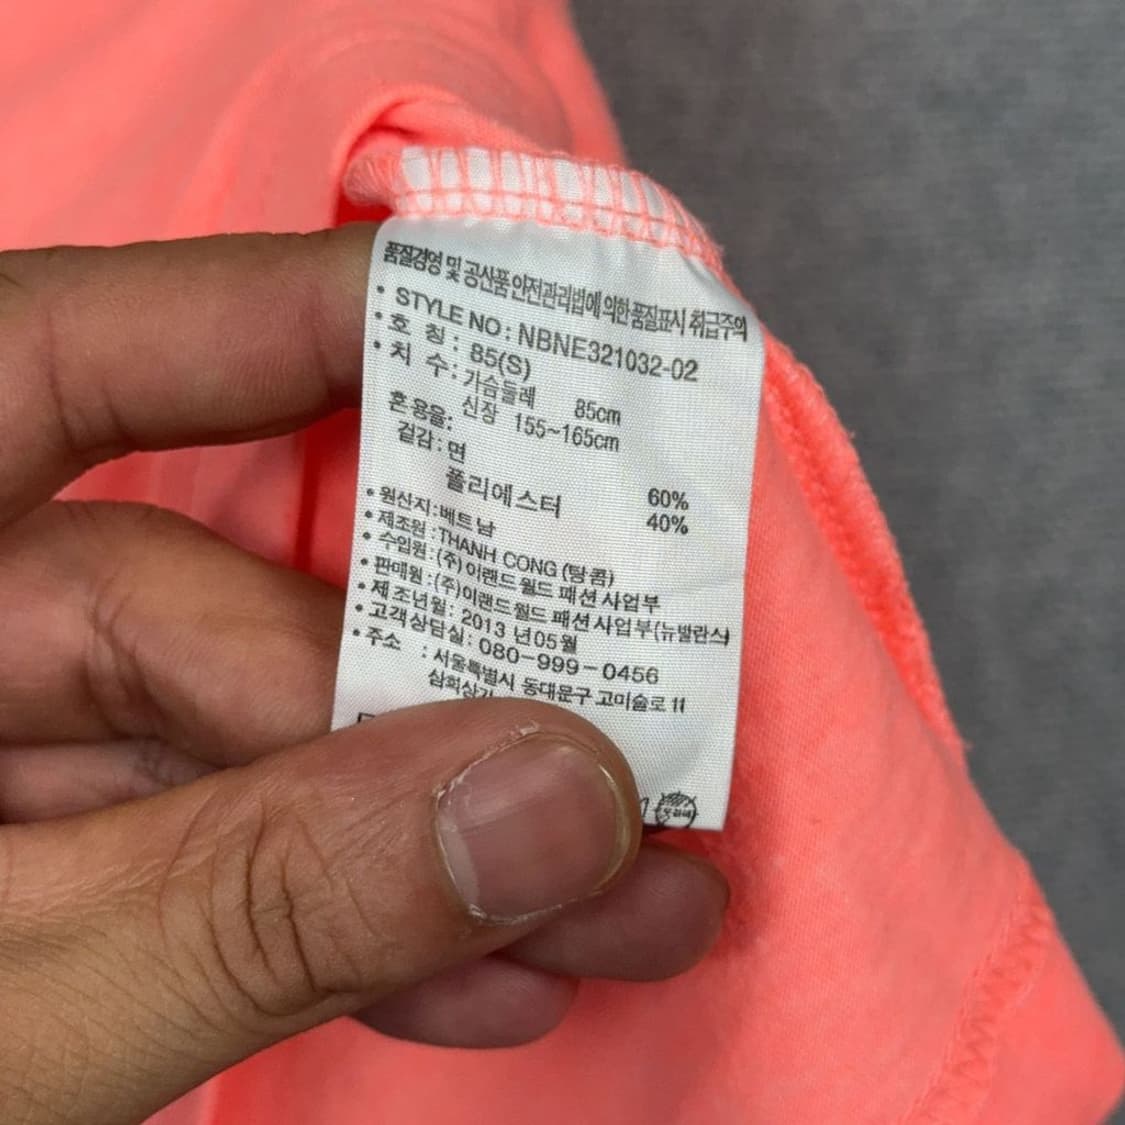 품질경영 및 공산품안전관리법에 의한 품질표시 취급주의
• STYLE NO : NBNE321032-02
• 호 칭 : 85(S)
• 치 수 : 가슴둘레 85cm
신장 155~165cm
혼용율:
겉감 : 면 60%
폴리에스터 40%
• 원산지 : 베트남
• 제조원 : THANH CONG (탕콤)
• 수입원 : (주)이랜드월드 패션사업부
• 판매원 : (주)이랜드월드 패션사업부(뉴발란스)
• 제조년월: 2013 년05월
• 고객상담실: 080-999-0456
• 주소 : 서울특별시 동대문구 고미술로 11